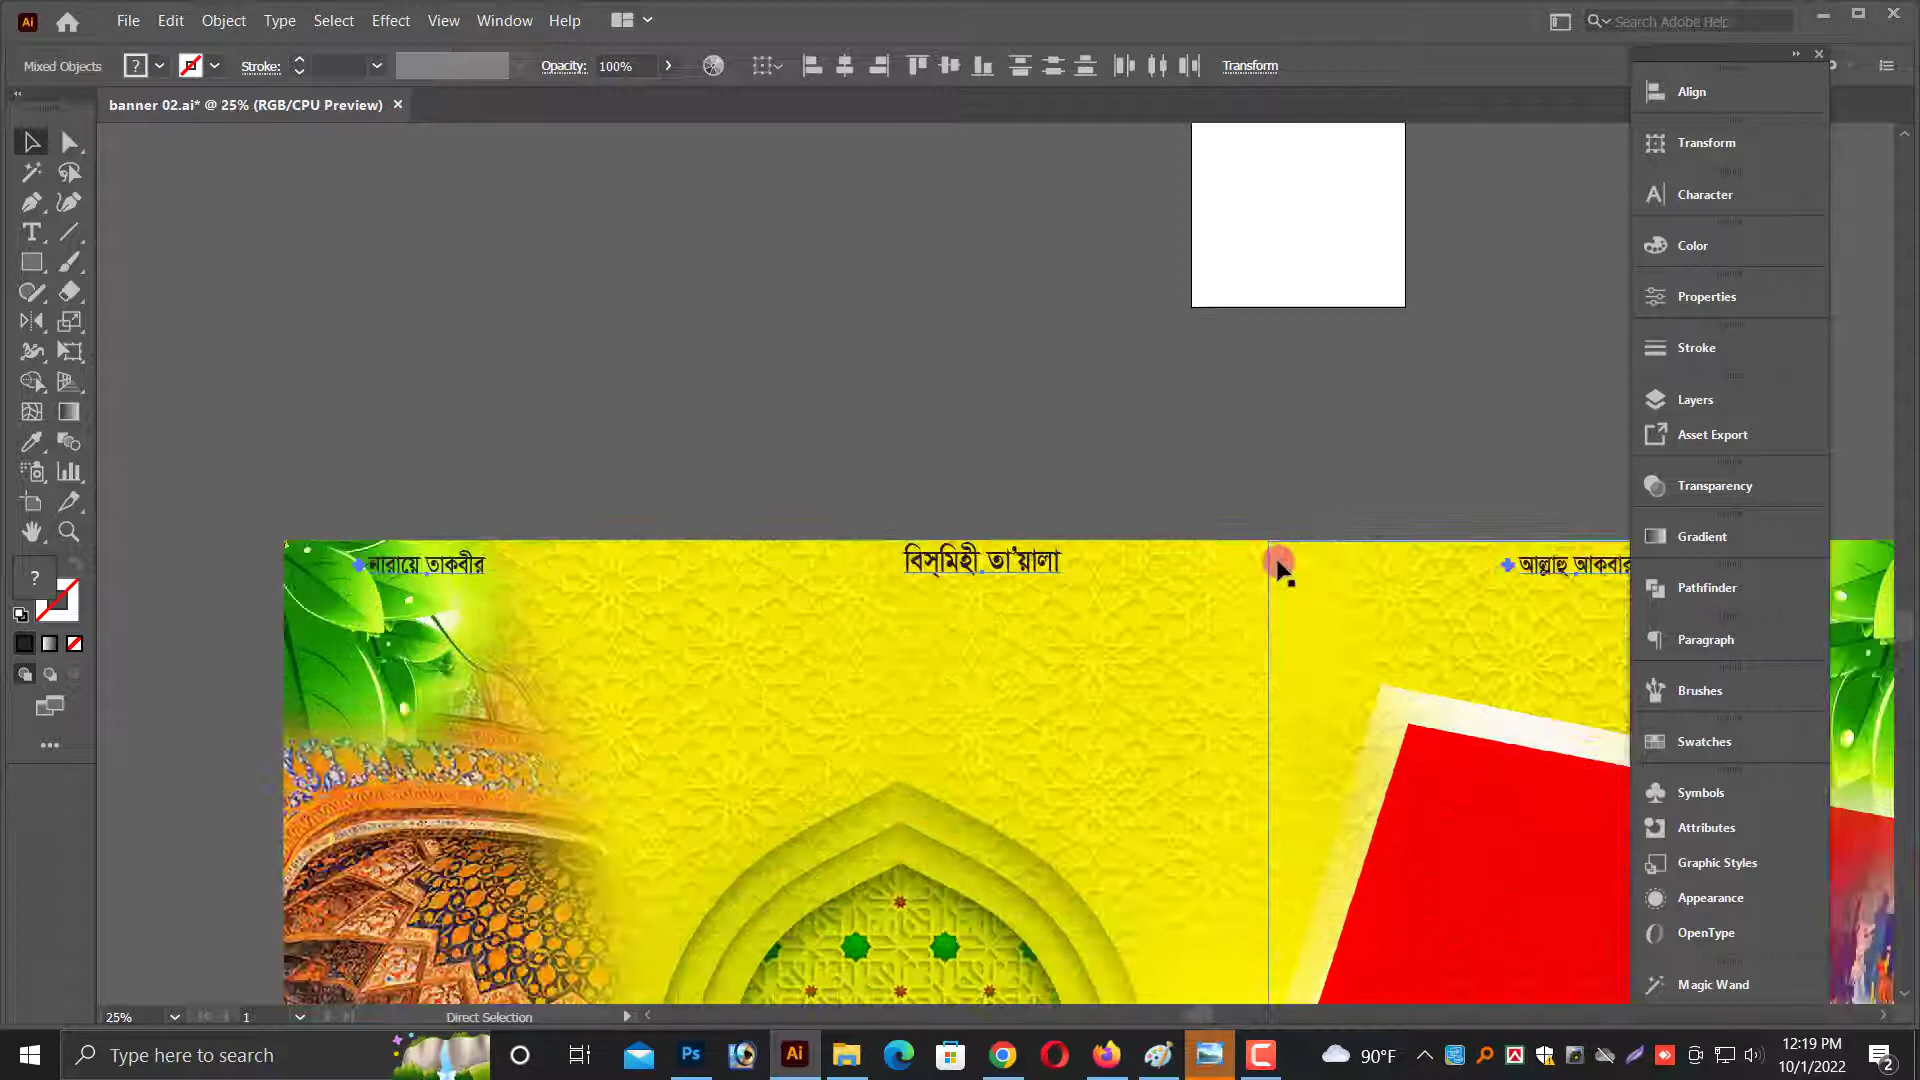 File Edit Object Type Select Effect View Window Help
Search Adobe Help
Mixed Objects ? Stroke: Opacity: 100% Transform
banner 02.ai* @ 25% (RGB/CPU Preview)
Align
Transform
Character
Color
Properties
Stroke
Layers
Asset Export
Transparency
Gradient
Pathfinder
Paragraph
Brushes
Swatches
Symbols
Attributes
Graphic Styles
Appearance
OpenType
Magic Wand
নারায়ে তাকবীর
বিস্‌মিহী তা'য়ালা
আল্লাহু আকবার
?
25% 1 Direct Selection
Type here to search
Ps
Ai
90°F
12:19 PM
10/1/2022
2